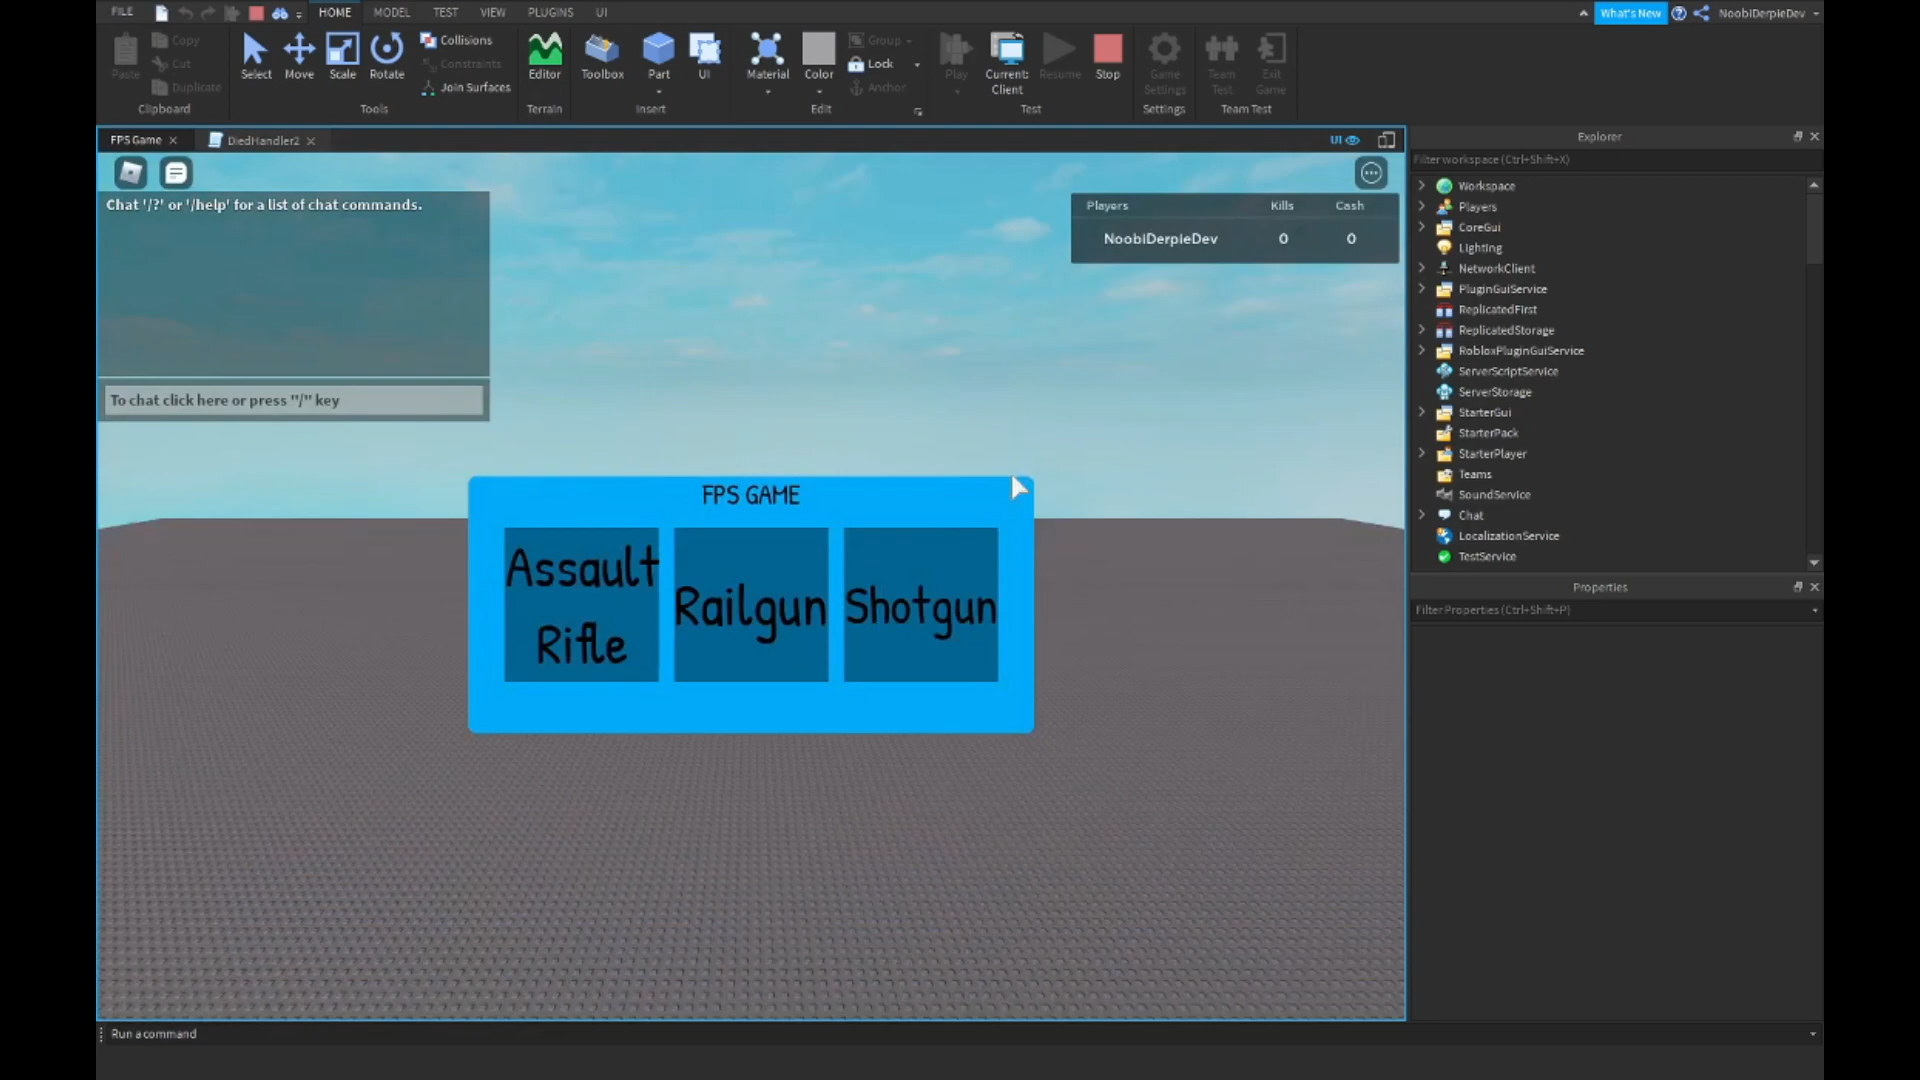 FILE
HOME
MODEL
TEST
VIEW
PLUGINS
UI
What's New
NoobiDerpieDev
Paste
Copy
Cut
Duplicate
Clipboard
Select
Move
Scale
Rotate
Collisions
Constraints
Join Surfaces
Tools
Editor
Terrain
Toolbox
Part
UI
Insert
Material
Color
Group
Lock
Anchor
Edit
Play
Current:
Client
Resume
Stop
Test
Game
Settings
Settings
Team
Test
Exit
Game
Team Test
FPS Game
DiedHandler2
UI
Chat '/?' or '/help' for a list of chat commands.
To chat click here or press "/" key
Players Kills Cash
NoobiDerpieDev 0 0
FPS GAME
Assault
Rifle
Railgun
Shotgun
Explorer
Filter workspace (Ctrl+Shift+X)
Workspace
Players
CoreGui
Lighting
NetworkClient
PluginGuiService
ReplicatedFirst
ReplicatedStorage
RobloxPluginGuiService
ServerScriptService
ServerStorage
StarterGui
StarterPack
StarterPlayer
Teams
SoundService
Chat
LocalizationService
TestService
Properties
Filter Properties (Ctrl+Shift+P)
Run a command